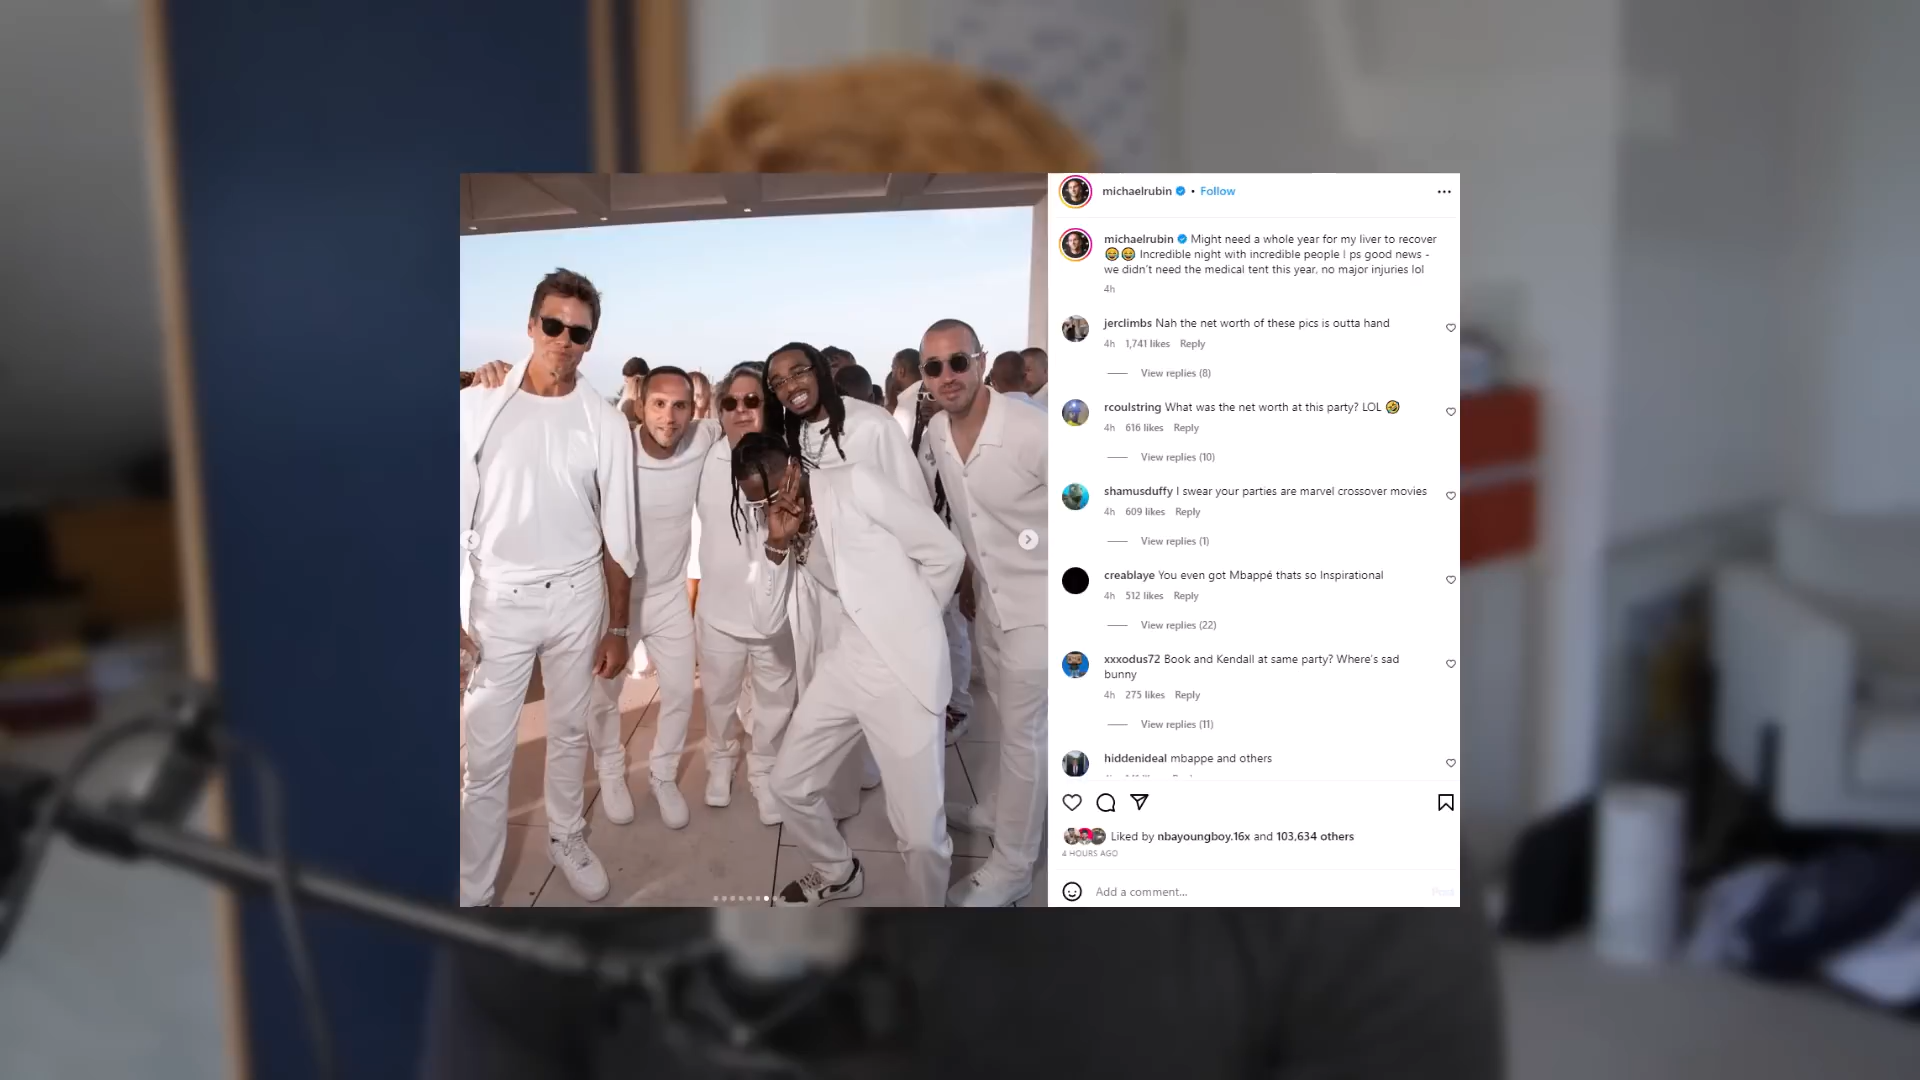 michaelrubin • Follow
michaelrubin Might need a whole year for my liver to recover
😂😂 Incredible night with incredible people I ps good news -
we didn't need the medical tent this year, no major injuries lol
4h
jerclimbs Nah the net worth of these pics is outta hand
4h 1,741 likes Reply
View replies (8)
rcoulstring What was the net worth at this party? LOL 🤣
4h 616 likes Reply
View replies (10)
shamusduffy I swear your parties are marvel crossover movies
4h 609 likes Reply
View replies (1)
creablaye You even got Mbappé thats so Inspirational
4h 512 likes Reply
View replies (22)
xxxodus72 Book and Kendall at same party? Where's sad
bunny
4h 275 likes Reply
View replies (11)
hiddenideal mbappe and others
Liked by nbayoungboy.16x and 103,634 others
4 HOURS AGO
Add a comment...
Post